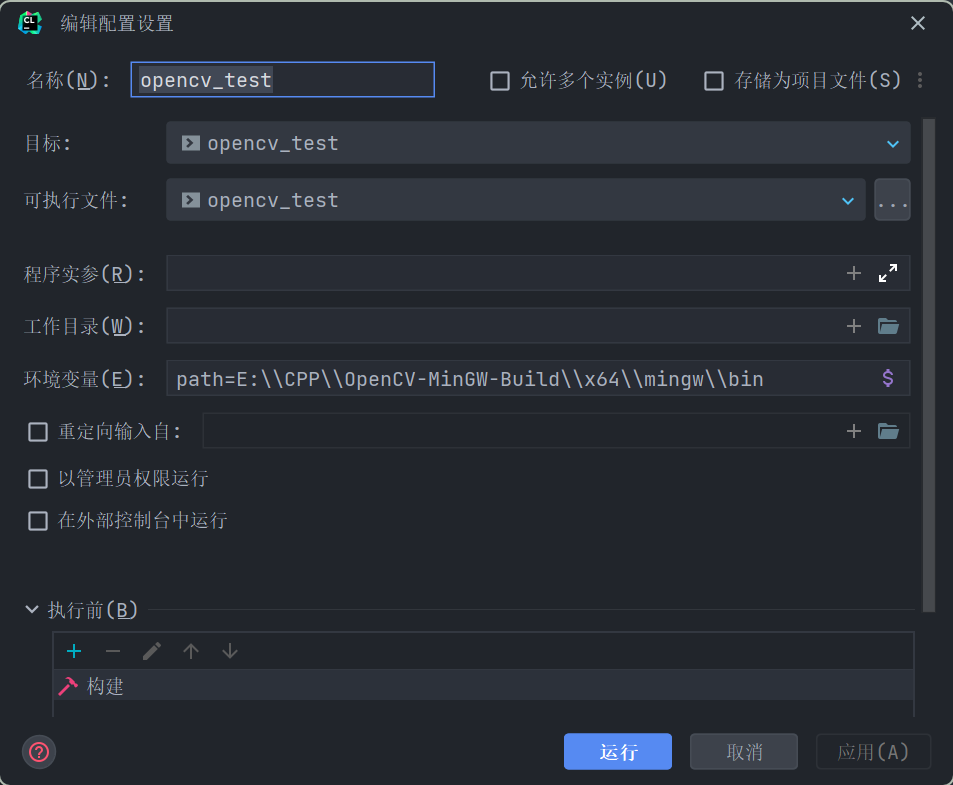 编辑配置设置
名称(N): opencv_test 允许多个实例(U) 存储为项目文件(S)
目标: opencv_test
可执行文件: opencv_test ...
程序实参(R):
工作目录(W):
环境变量(E): path=E:\\CPP\\OpenCV-MinGW-Build\\x64\\mingw\\bin $
重定向输入自:
以管理员权限运行
在外部控制台中运行
执行前(B)
构建
? 运行 取消 应用(A)